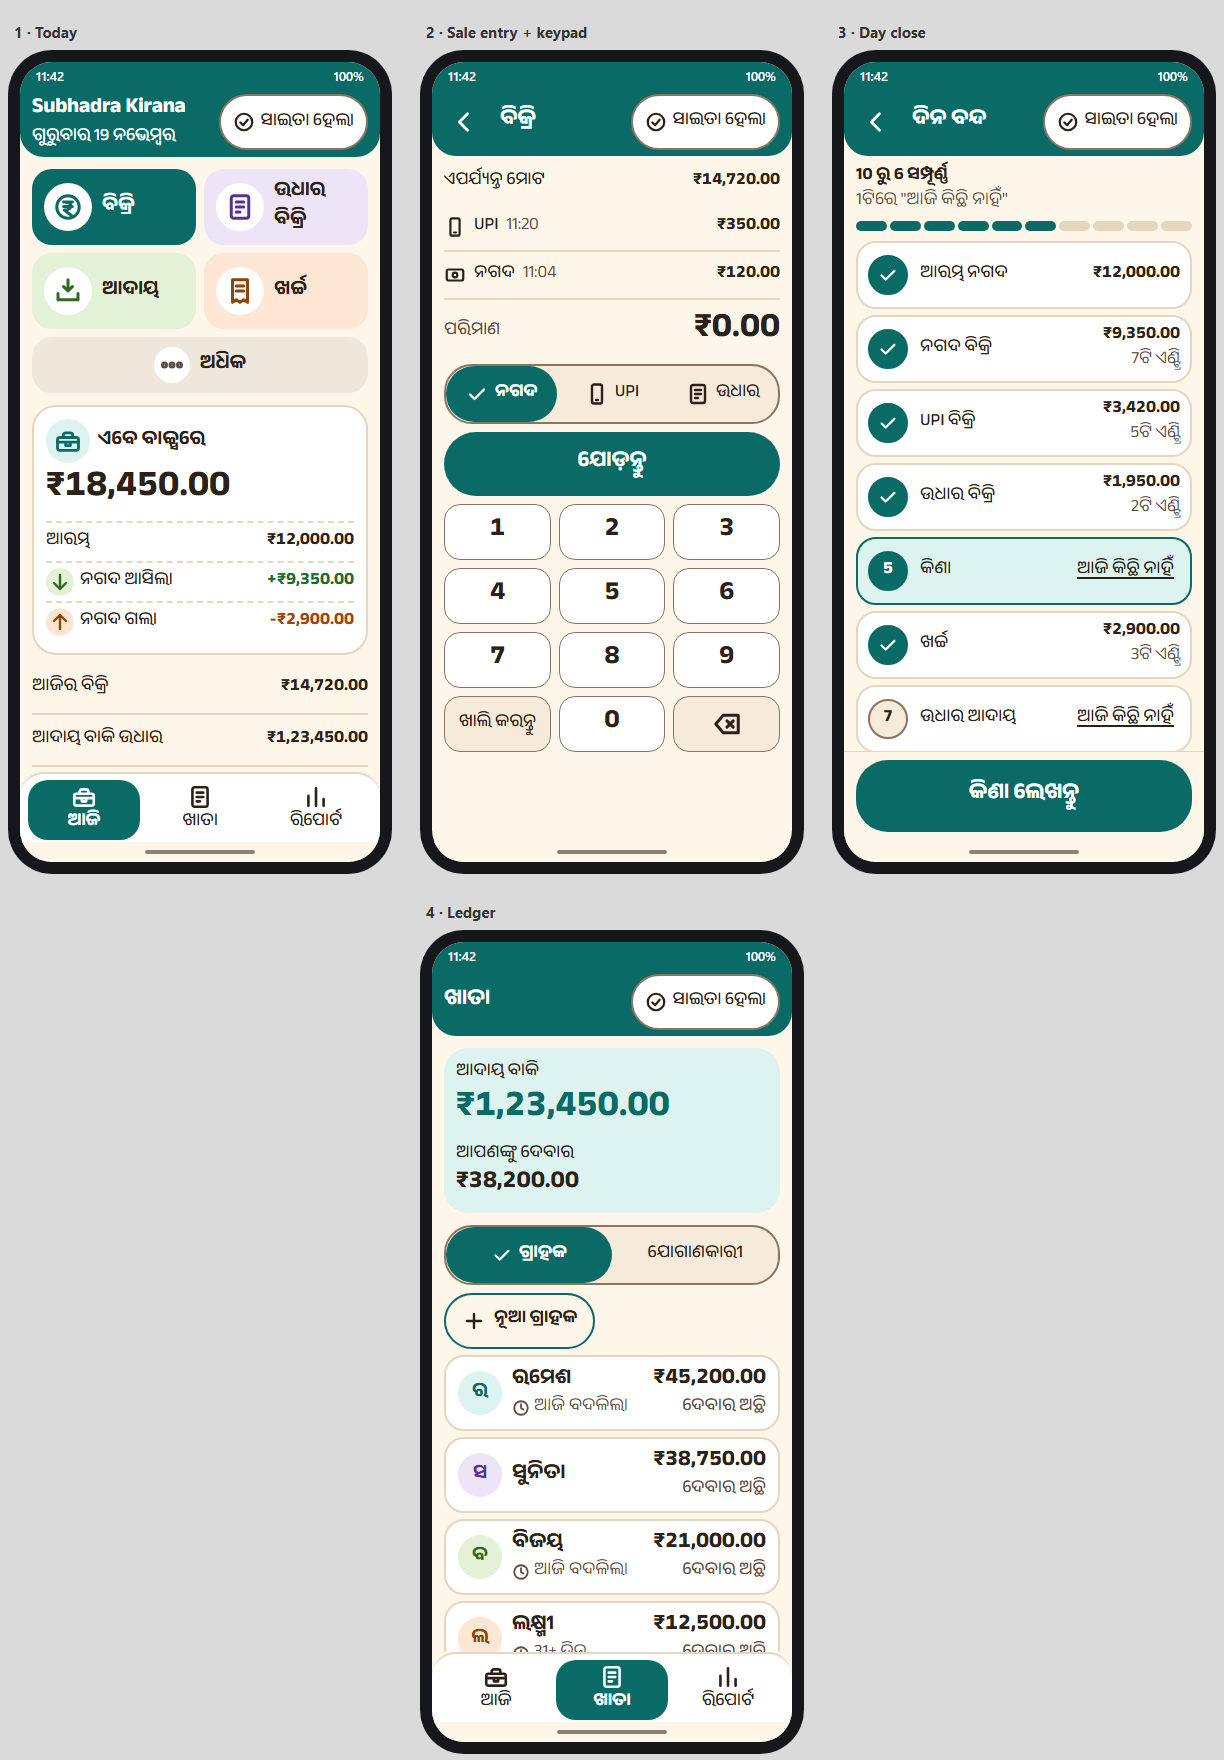 1 · Today
11:42
100%
Subhadra Kirana
ଗୁରୁବାର 19 ନଭେମ୍ବର
ସାଇତା ହେଲା
ବିକ୍ରି
ଉଧାର ବିକ୍ରି
ଆଦାୟ
ଖର୍ଚ୍ଚ
ଅଧିକ
ଏବେ ବାକ୍ସରେ
₹18,450.00
ଆରମ୍ଭ ₹12,000.00
ନଗଦ ଆସିଲା +₹9,350.00
ନଗଦ ଗଲା -₹2,900.00
ଆଜିର ବିକ୍ରି ₹14,720.00
ଆଦାୟ ବାକି ଉଧାର ₹1,23,450.00
ଆଜି
ଖାତା
ରିପୋର୍ଟ
2 · Sale entry + keypad
11:42
100%
ବିକ୍ରି
ସାଇତା ହେଲା
ଏପର୍ଯ୍ୟନ୍ତ ମୋଟ ₹14,720.00
UPI 11:20 ₹350.00
ନଗଦ 11:04 ₹120.00
ପରିମାଣ ₹0.00
ନଗଦ
UPI
ଉଧାର
ଯୋଡ଼ନ୍ତୁ
1 2 3
4 5 6
7 8 9
ଖାଲି କରନ୍ତୁ 0
3 · Day close
11:42
100%
ଦିନ ବନ୍ଦ
ସାଇତା ହେଲା
10 ରୁ 6 ସମ୍ପୂର୍ଣ୍ଣ
1ଟିରେ "ଆଜି କିଛି ନାହିଁ"
ଆରମ୍ଭ ନଗଦ ₹12,000.00
ନଗଦ ବିକ୍ରି ₹9,350.00
7ଟି ଏଣ୍ଟ୍ରି
UPI ବିକ୍ରି ₹3,420.00
5ଟି ଏଣ୍ଟ୍ରି
ଉଧାର ବିକ୍ରି ₹1,950.00
2ଟି ଏଣ୍ଟ୍ରି
5 କିଣା ଆଜି କିଛି ନାହିଁ
ଖର୍ଚ୍ଚ ₹2,900.00
3ଟି ଏଣ୍ଟ୍ରି
7 ଉଧାର ଆଦାୟ ଆଜି କିଛି ନାହିଁ
କିଣା ଲେଖନ୍ତୁ
4 · Ledger
11:42
100%
ଖାତା
ସାଇତା ହେଲା
ଆଦାୟ ବାକି
₹1,23,450.00
ଆପଣଙ୍କୁ ଦେବାର
₹38,200.00
ଗ୍ରାହକ
ଯୋଗାଣକାରୀ
ନୂଆ ଗ୍ରାହକ
ର ରମେଶ ₹45,200.00
ଆଜି ବଦଳିଲା ଦେବାର ଅଛି
ସ ସୁନିତା ₹38,750.00
ଦେବାର ଅଛି
ବ ବିଜୟ ₹21,000.00
ଆଜି ବଦଳିଲା ଦେବାର ଅଛି
ଲ ଲକ୍ଷ୍ମୀ ₹12,500.00
31+ ଦିନ ଦେବାର ଅଛି
ଆଜି
ଖାତା
ରିପୋର୍ଟ